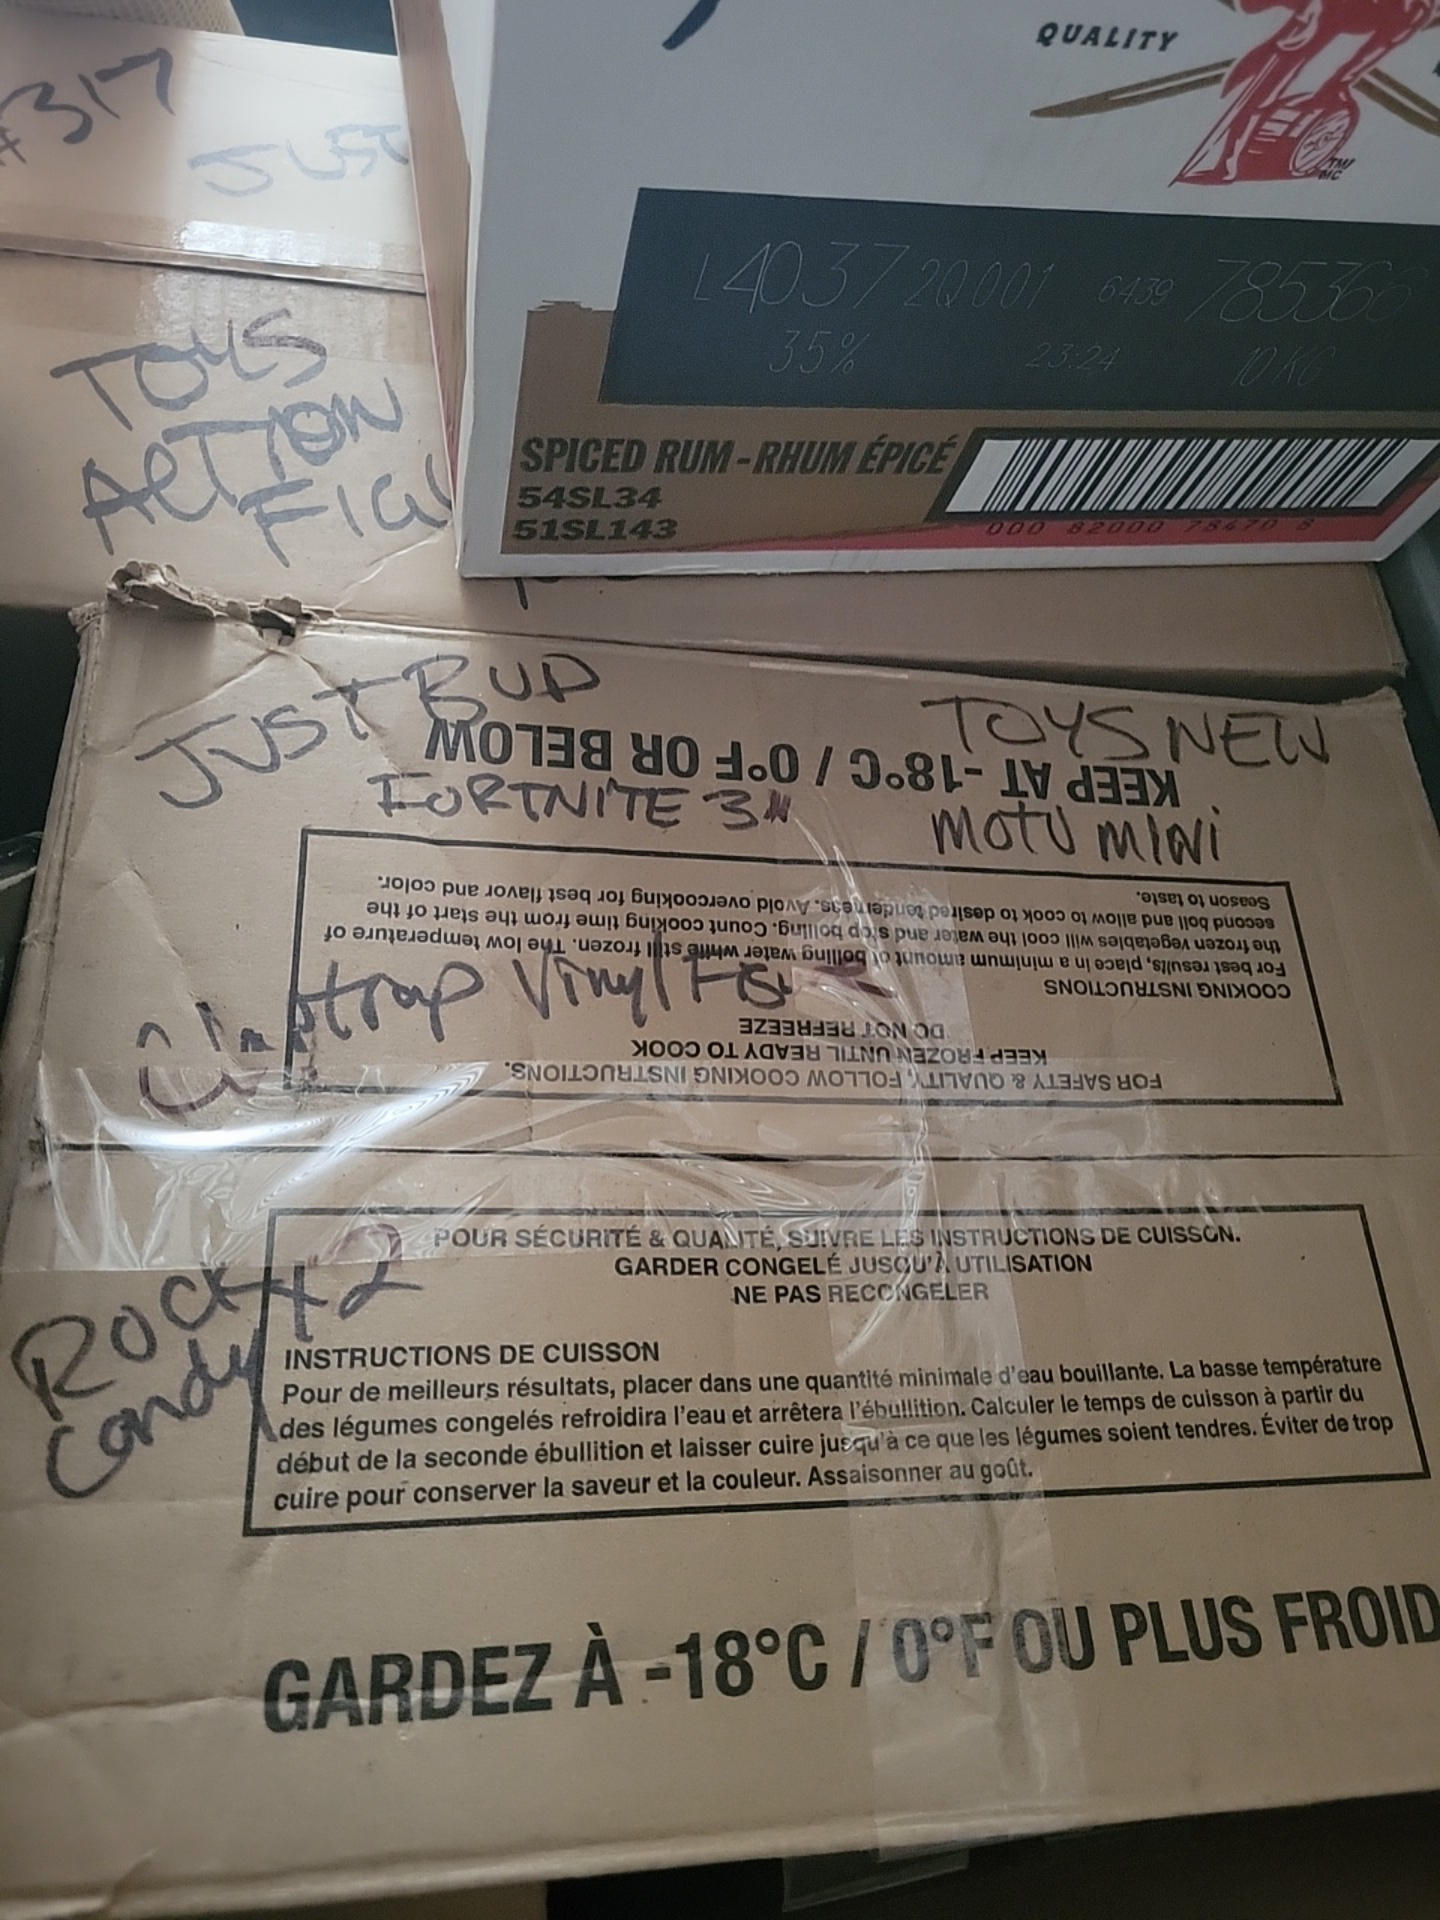 #317
JUST
QUALITY
TM/
MC
L4037 2Q001 6439 785366
35% 23:24 10 KG
TOYS
ACTION
FIGU
SPICED RUM - RHUM ÉPICÉ
54SL34
51SL143
000 82000 78470 8
JUST BUD
TOYS NEW
KEEP AT -18°C / 0°F OR BELOW
FORTNITE 3"
MOTU MINI
FOR SAFETY & QUALITY, FOLLOW COOKING INSTRUCTIONS.
KEEP FROZEN UNTIL READY TO COOK
DO NOT REFREEZE
COOKING INSTRUCTIONS
For best results, place in a minimum amount of boiling water while still frozen. The low temperature of
the frozen vegetables will cool the water and stop boiling. Count cooking time from the start of the
second boil and allow to cook to desired tenderness. Avoid overcooking for best flavor and color.
Season to taste.
Claptrap Vinyl
Rock x2
Candy
POUR SÉCURITÉ & QUALITÉ, SUIVRE LES INSTRUCTIONS DE CUISSON.
GARDER CONGELÉ JUSQU'À UTILISATION
NE PAS RECONGELER
INSTRUCTIONS DE CUISSON
Pour de meilleurs résultats, placer dans une quantité minimale d'eau bouillante. La basse température
des légumes congelés refroidira l'eau et arrêtera l'ébullition. Calculer le temps de cuisson à partir du
début de la seconde ébullition et laisser cuire jusqu'à ce que les légumes soient tendres. Éviter de trop
cuire pour conserver la saveur et la couleur. Assaisonner au goût.
GARDEZ À -18°C / 0°F OU PLUS FROID